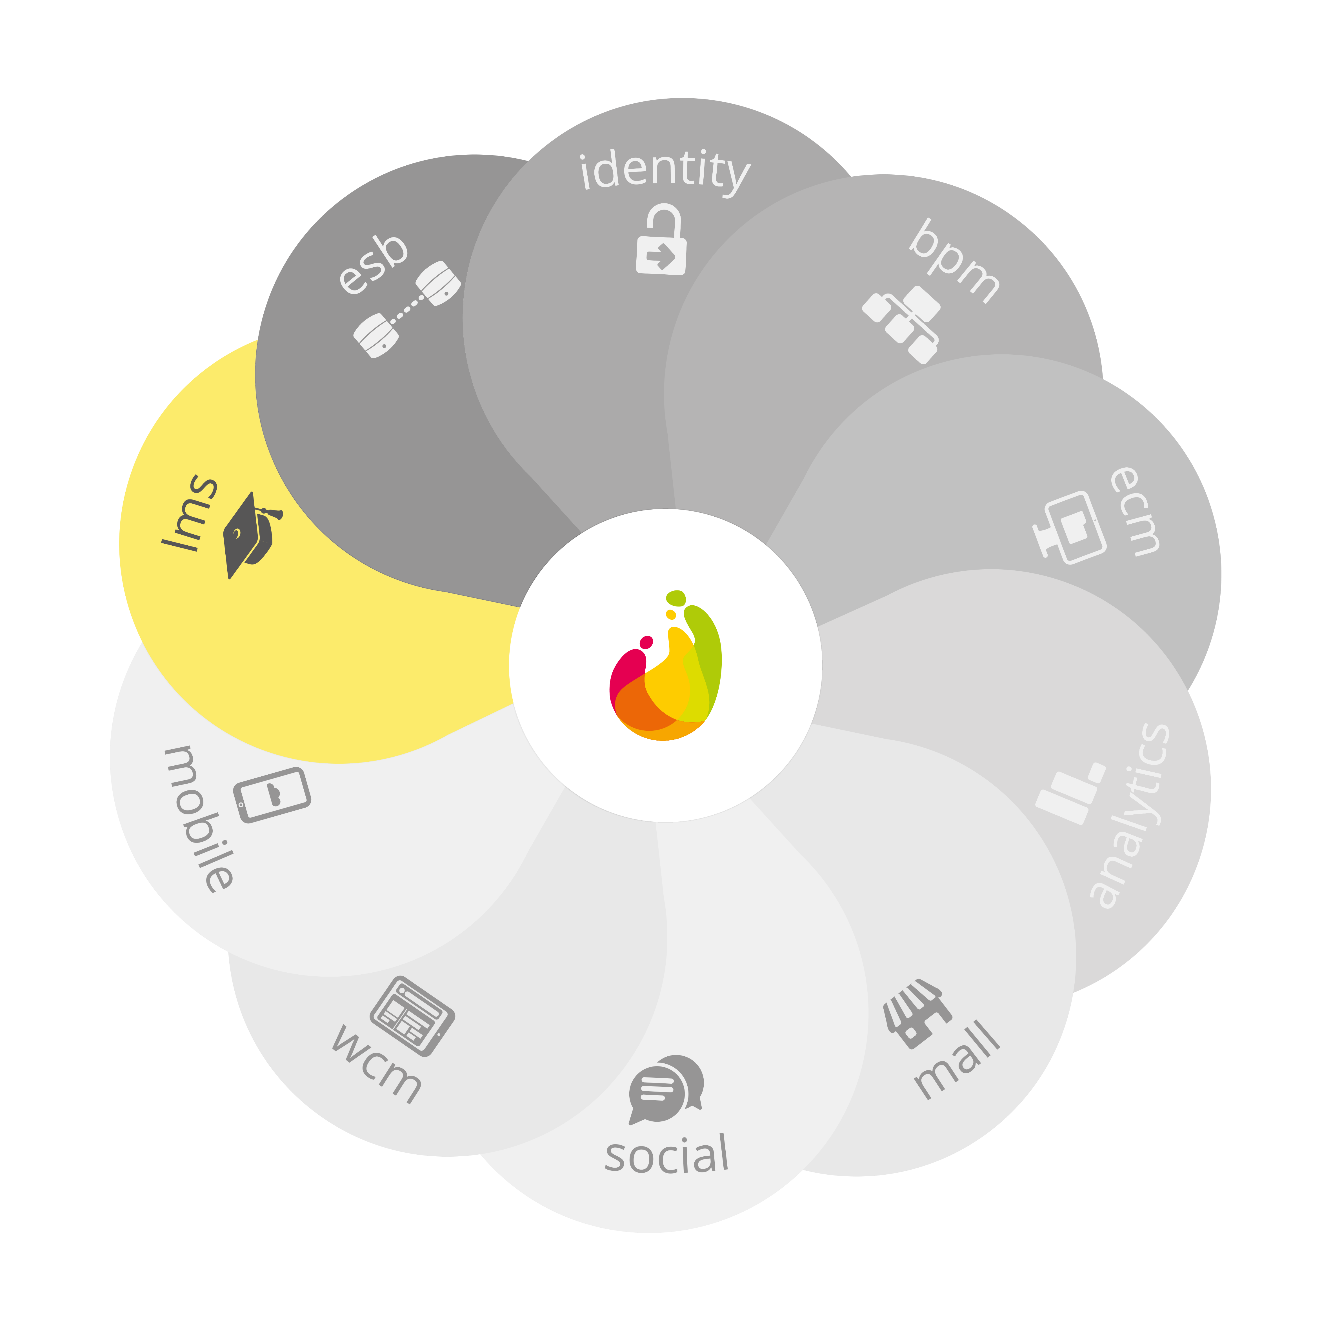 identity
bpm
ecm
analytics
mall
social
wcm
mobile
lms
esb